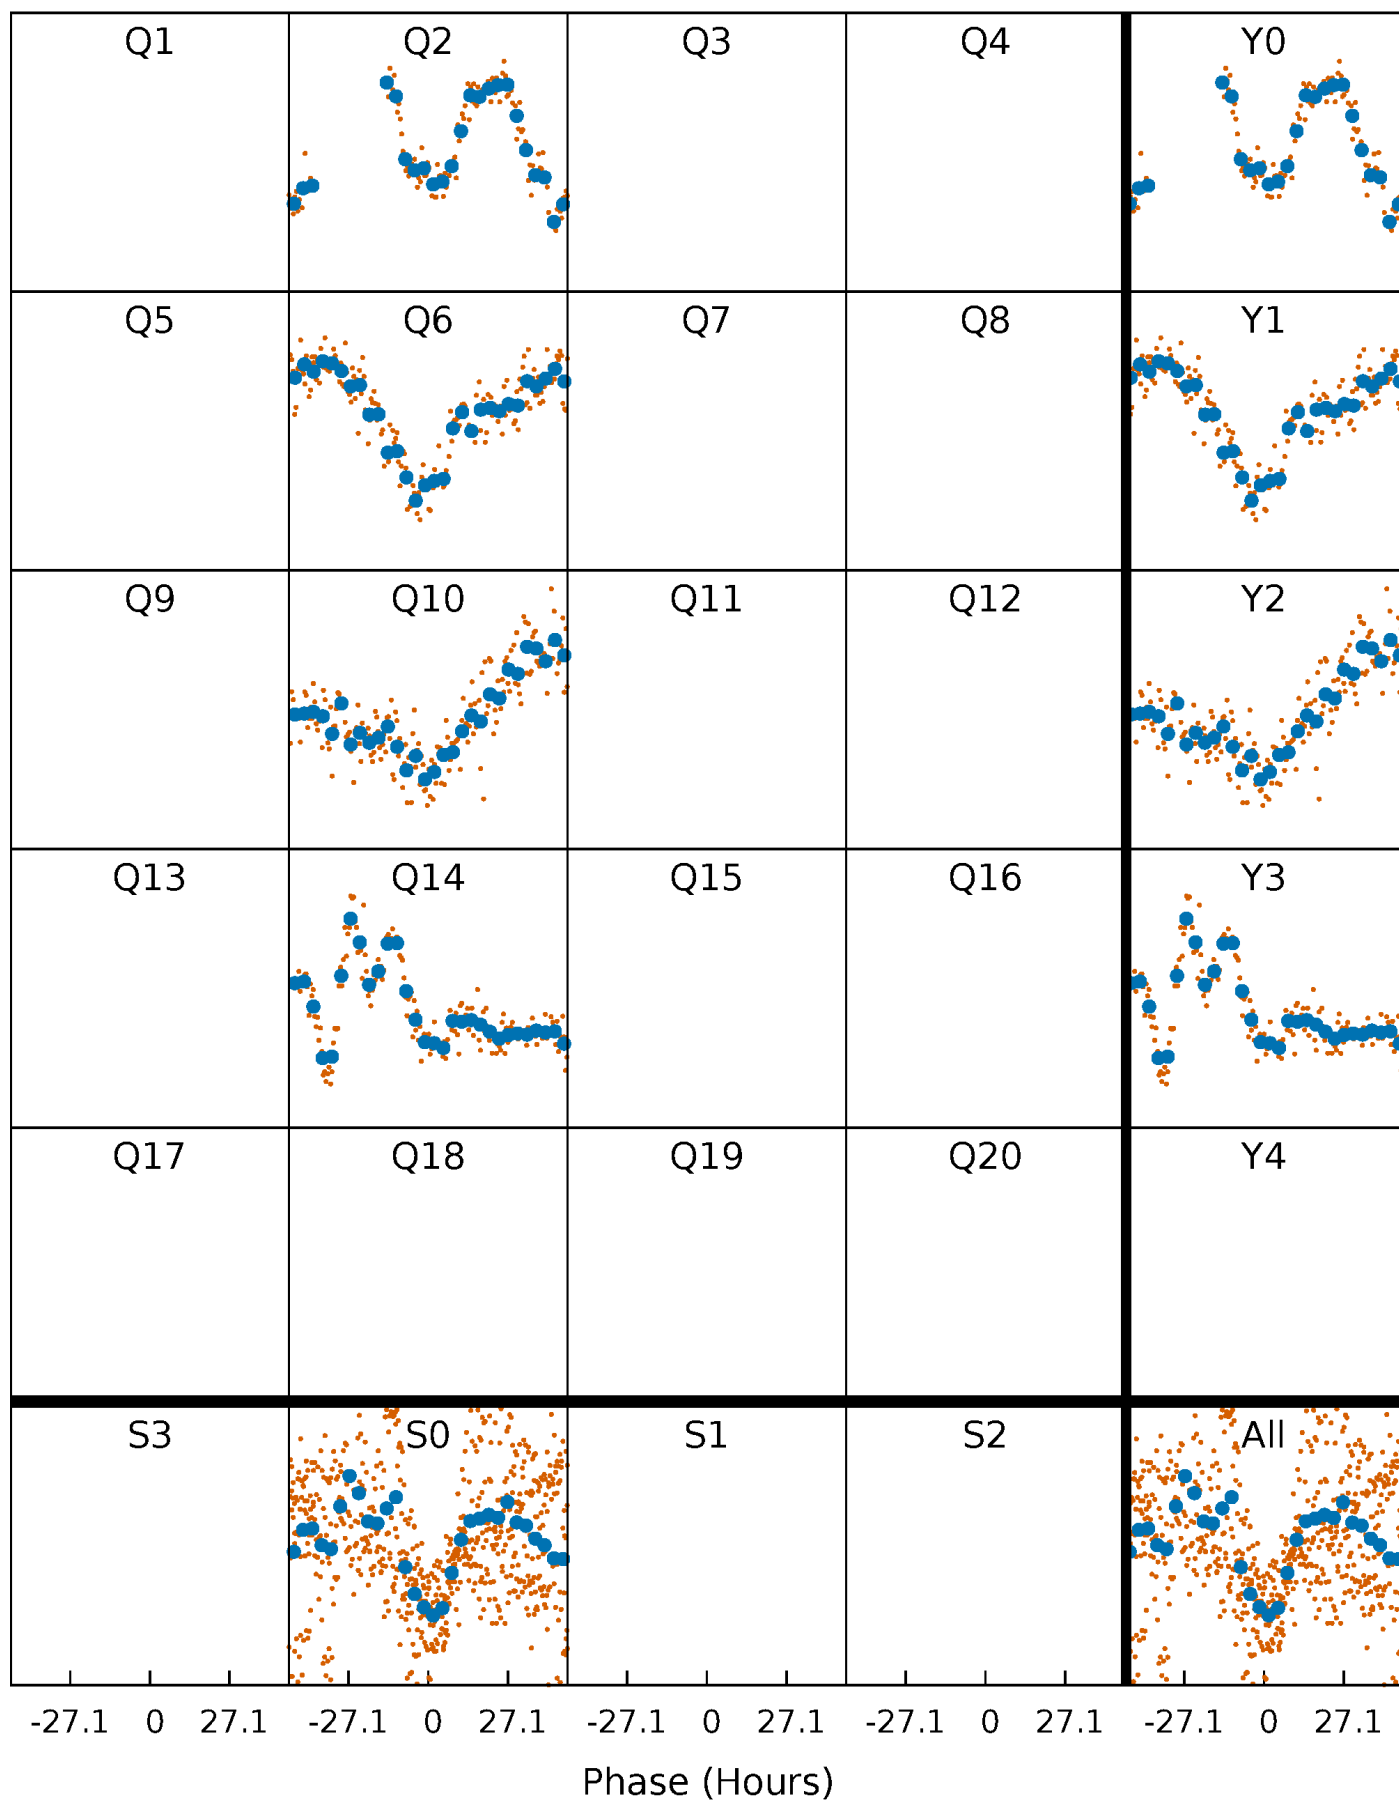 Q1 Q2 Q3 Q4 Y0
Q5 Q6 Q7 Q8 Y1
Q9 Q10 Q11 Q12 Y2
Q13 Q14 Q15 Q16 Y3
Q17 Q18 Q19 Q20 Y4
S3 S0 S1 S2 All
-27.1 0 27.1 -27.1 0 27.1 -27.1 0 27.1 -27.1 0 27.1 -27.1 0 27.1
Phase (Hours)